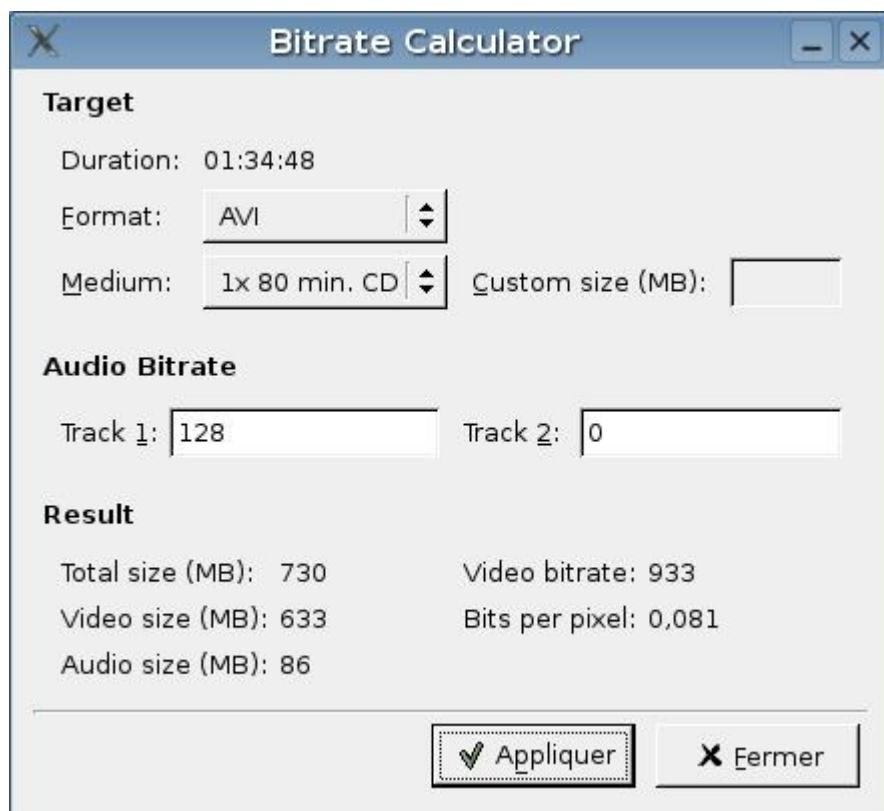 Bitrate Calculator
Target
Duration: 01:34:48
Format: AVI
Medium: 1x 80 min. CD Custom size (MB):
Audio Bitrate
Track 1: 128 Track 2: 0
Result
Total size (MB): 730 Video bitrate: 933
Video size (MB): 633 Bits per pixel: 0,081
Audio size (MB): 86
Appliquer Fermer